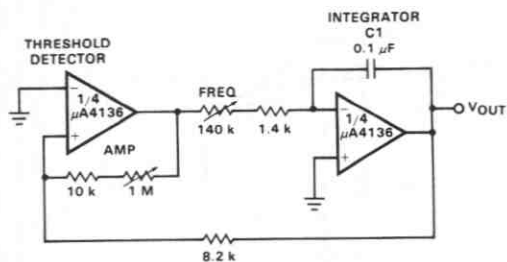 THRESHOLD
DETECTOR
INTEGRATOR
C1
0.1 μF
−
1/4
μA4136
+
FREQ
140 k
1.4 k
−
1/4
μA4136
+
VOUT
AMP
10 k
1 M
8.2 k